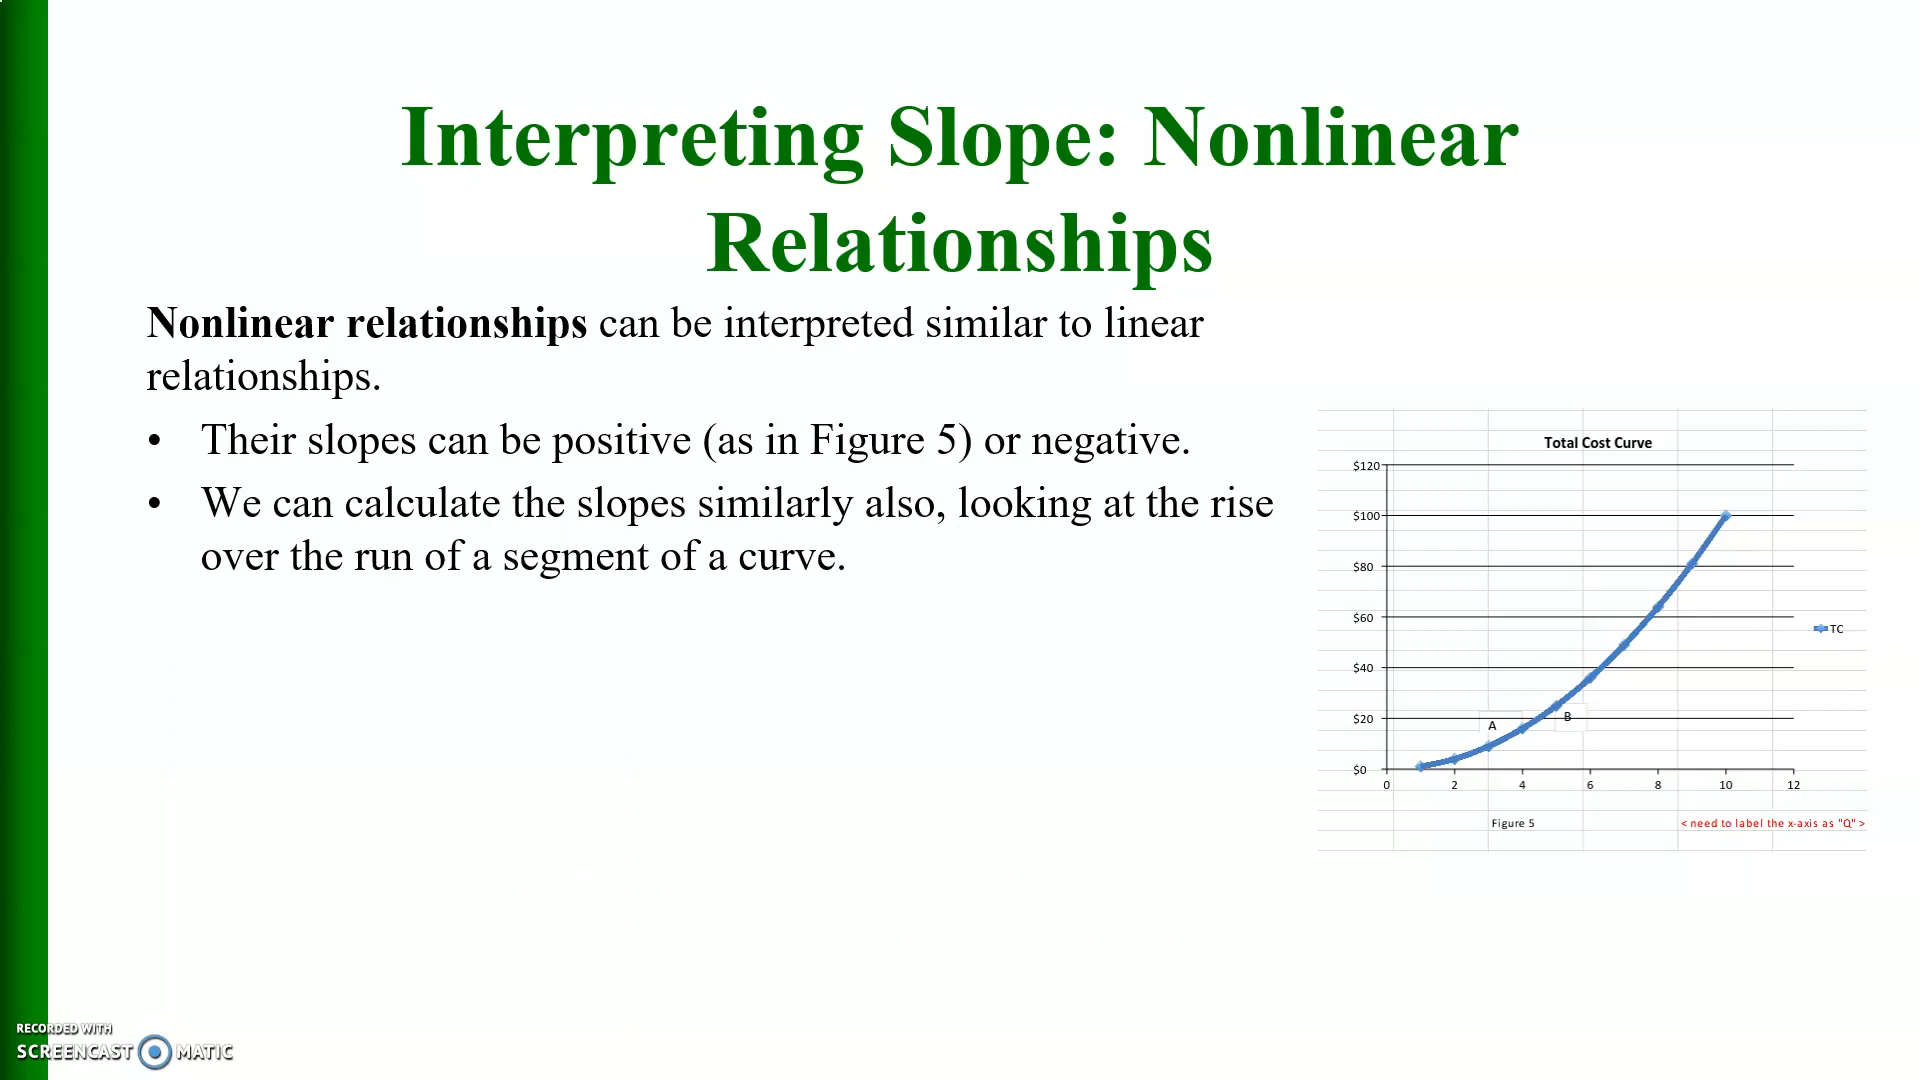 Interpreting Slope: Nonlinear
Relationships
Nonlinear relationships can be interpreted similar to linear
relationships.
• Their slopes can be positive (as in Figure 5) or negative.
• We can calculate the slopes similarly also, looking at the rise
over the run of a segment of a curve.
Total Cost Curve
$120
$100
$80
$60
$40
$20
$0
A
B
TC
0 2 4 6 8 10 12
Figure 5
< need to label the x-axis as "Q" >
RECORDED WITH
SCREENCAST MATIC